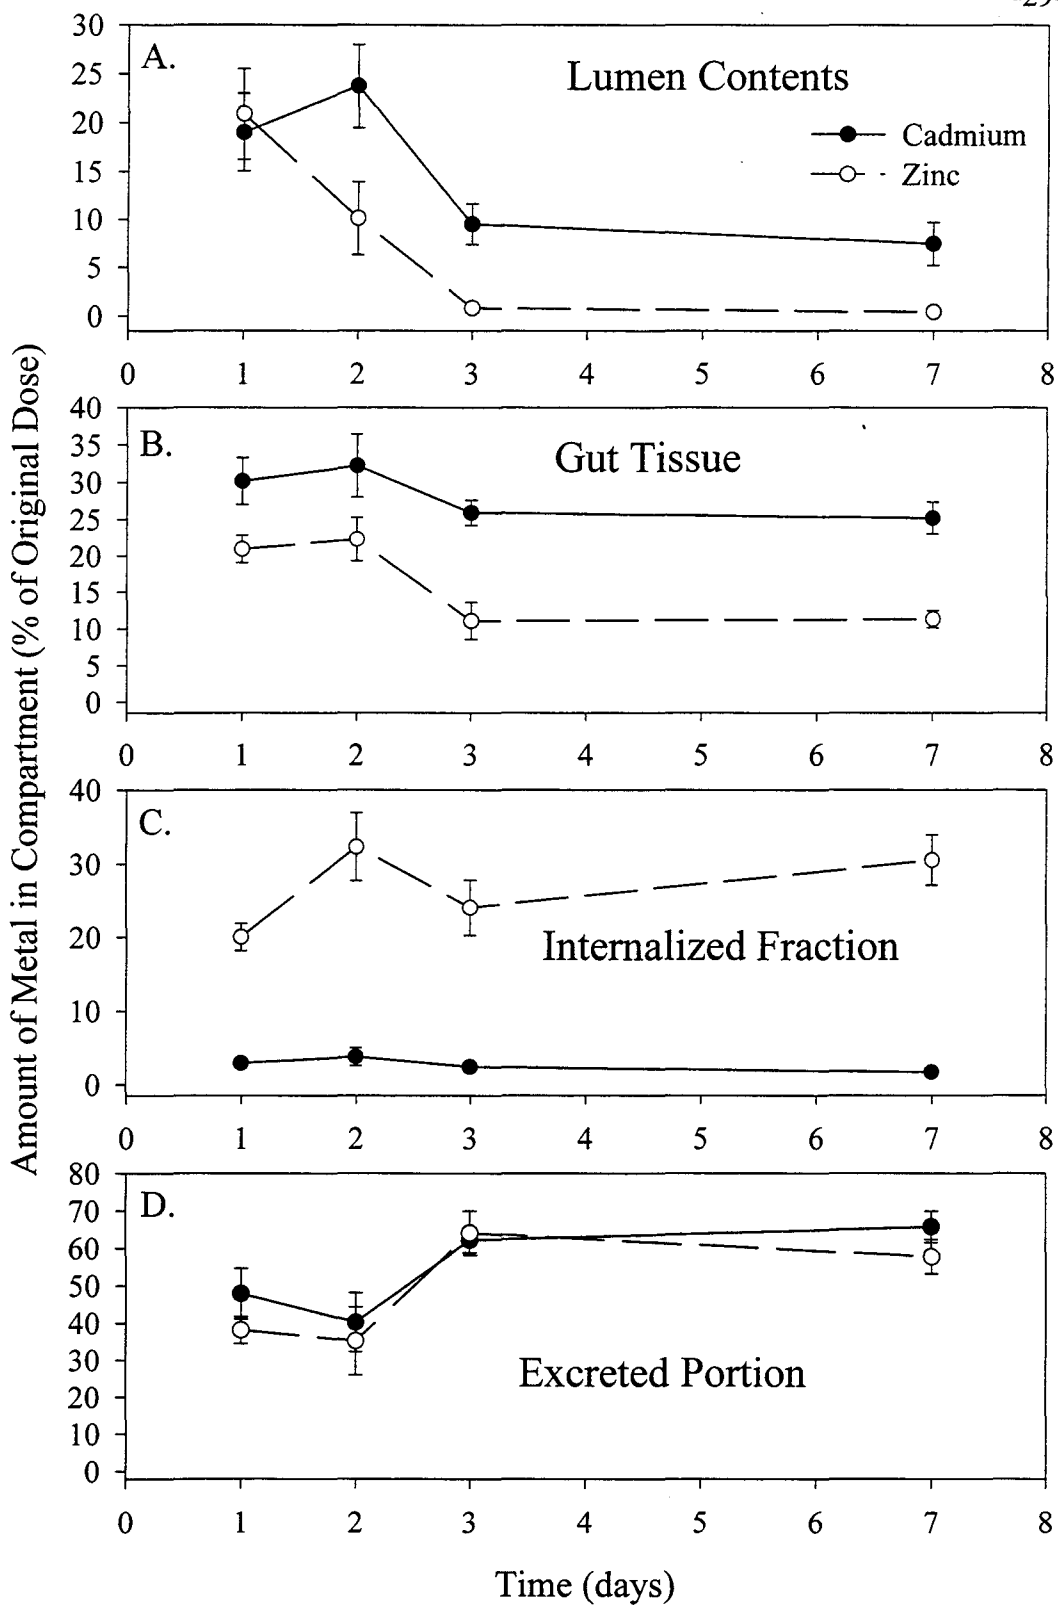 30
A.
Lumen Contents
25
20
Cadmium
15
Zinc
10
5
0
0 1 2 3 4 5 6 7 8
40
B.
Gut Tissue
35
30
25
20
15
10
5
0
0 1 2 3 4 5 6 7 8
Amount of Metal in Compartment (% of Original Dose)
40
C.
30
20
Internalized Fraction
10
0
0 1 2 3 4 5 6 7 8
80
D.
70
60
50
40
30
Excreted Portion
20
10
0
0 1 2 3 4 5 6 7 8
Time (days)